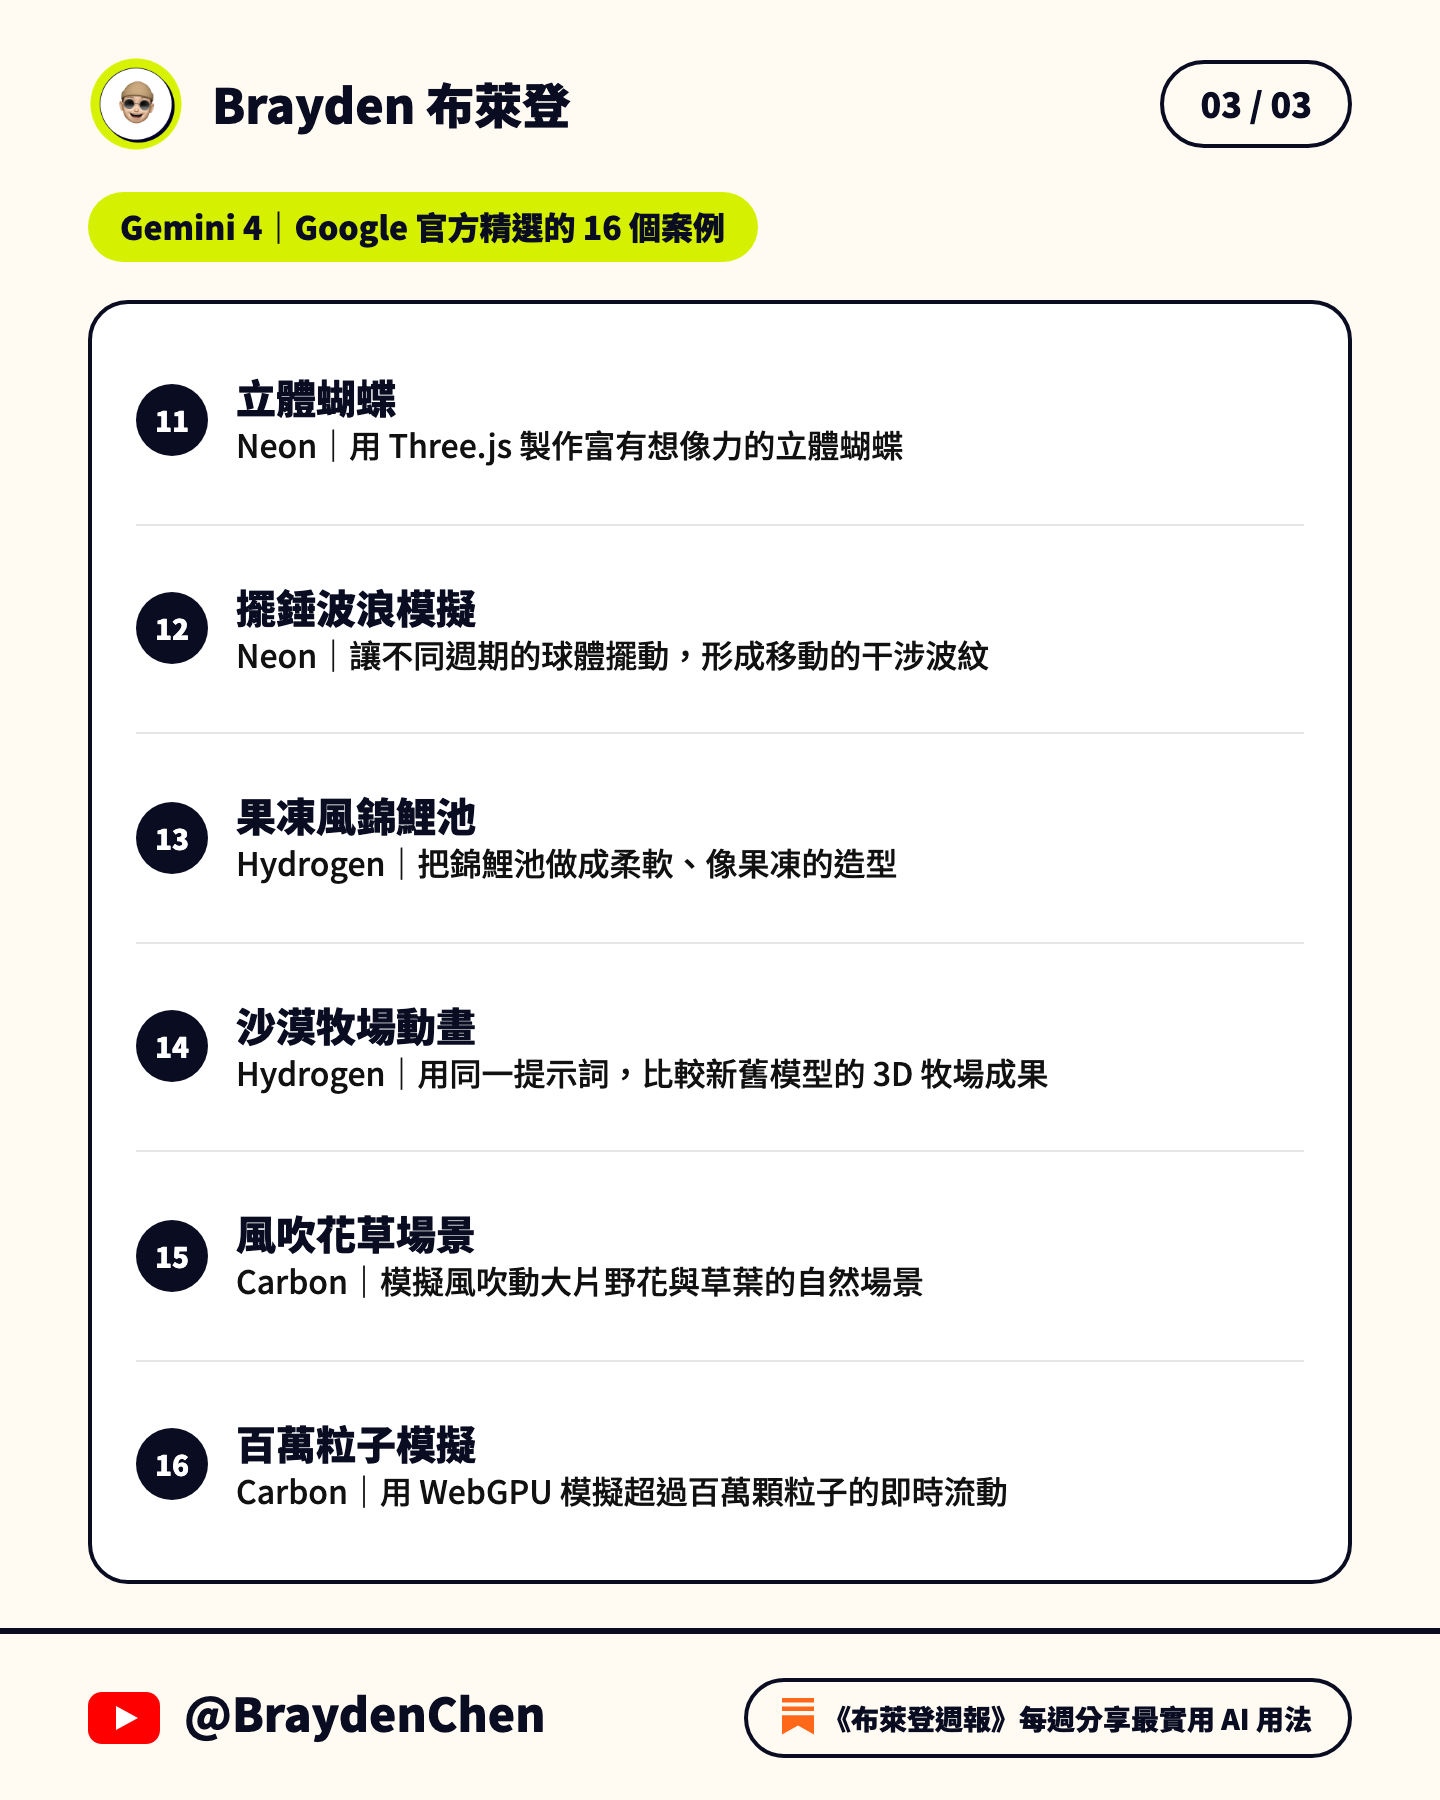 Brayden 布萊登
03 / 03
Gemini 4｜Google 官方精選的 16 個案例
11
立體蝴蝶
Neon｜用 Three.js 製作富有想像力的立體蝴蝶
12
擺錘波浪模擬
Neon｜讓不同週期的球體擺動，形成移動的干涉波紋
13
果凍風錦鯉池
Hydrogen｜把錦鯉池做成柔軟、像果凍的造型
14
沙漠牧場動畫
Hydrogen｜用同一提示詞，比較新舊模型的 3D 牧場成果
15
風吹花草場景
Carbon｜模擬風吹動大片野花與草葉的自然場景
16
百萬粒子模擬
Carbon｜用 WebGPU 模擬超過百萬顆粒子的即時流動
@BraydenChen
《布萊登週報》每週分享最實用 AI 用法